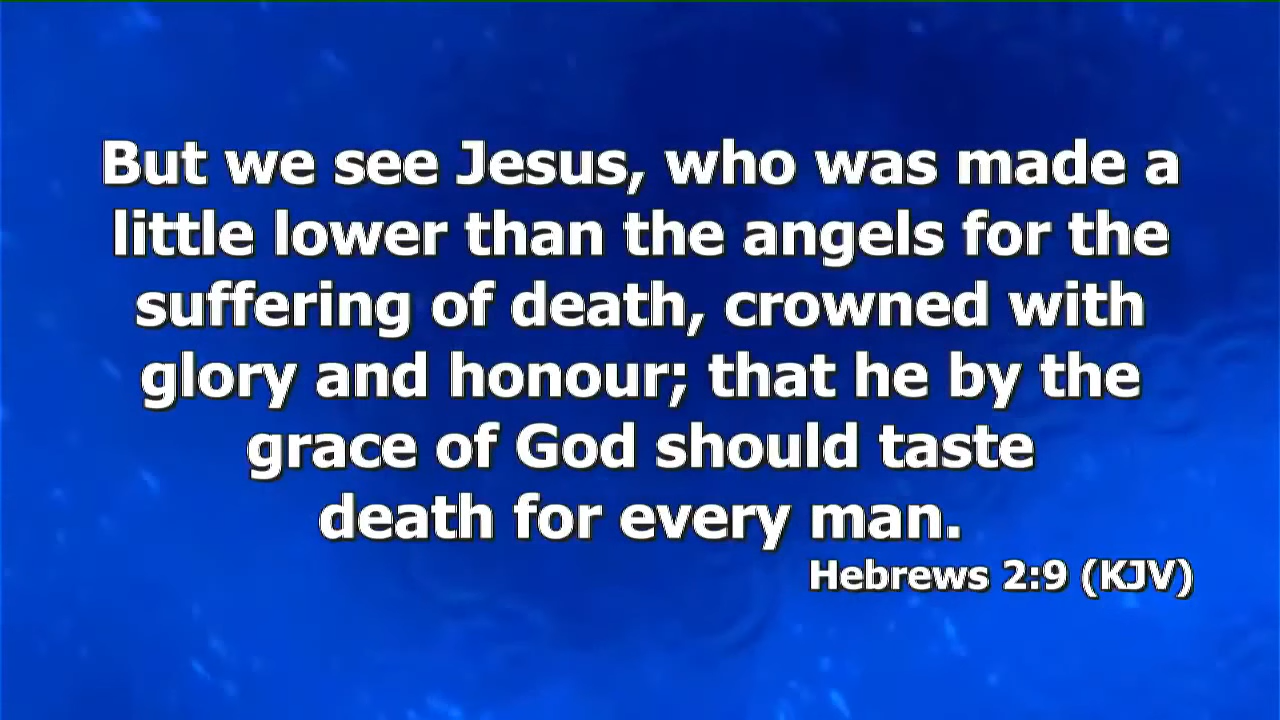 But we see Jesus, who was made a
little lower than the angels for the
suffering of death, crowned with
glory and honour; that he by the
grace of God should taste
death for every man.
Hebrews 2:9 (KJV)